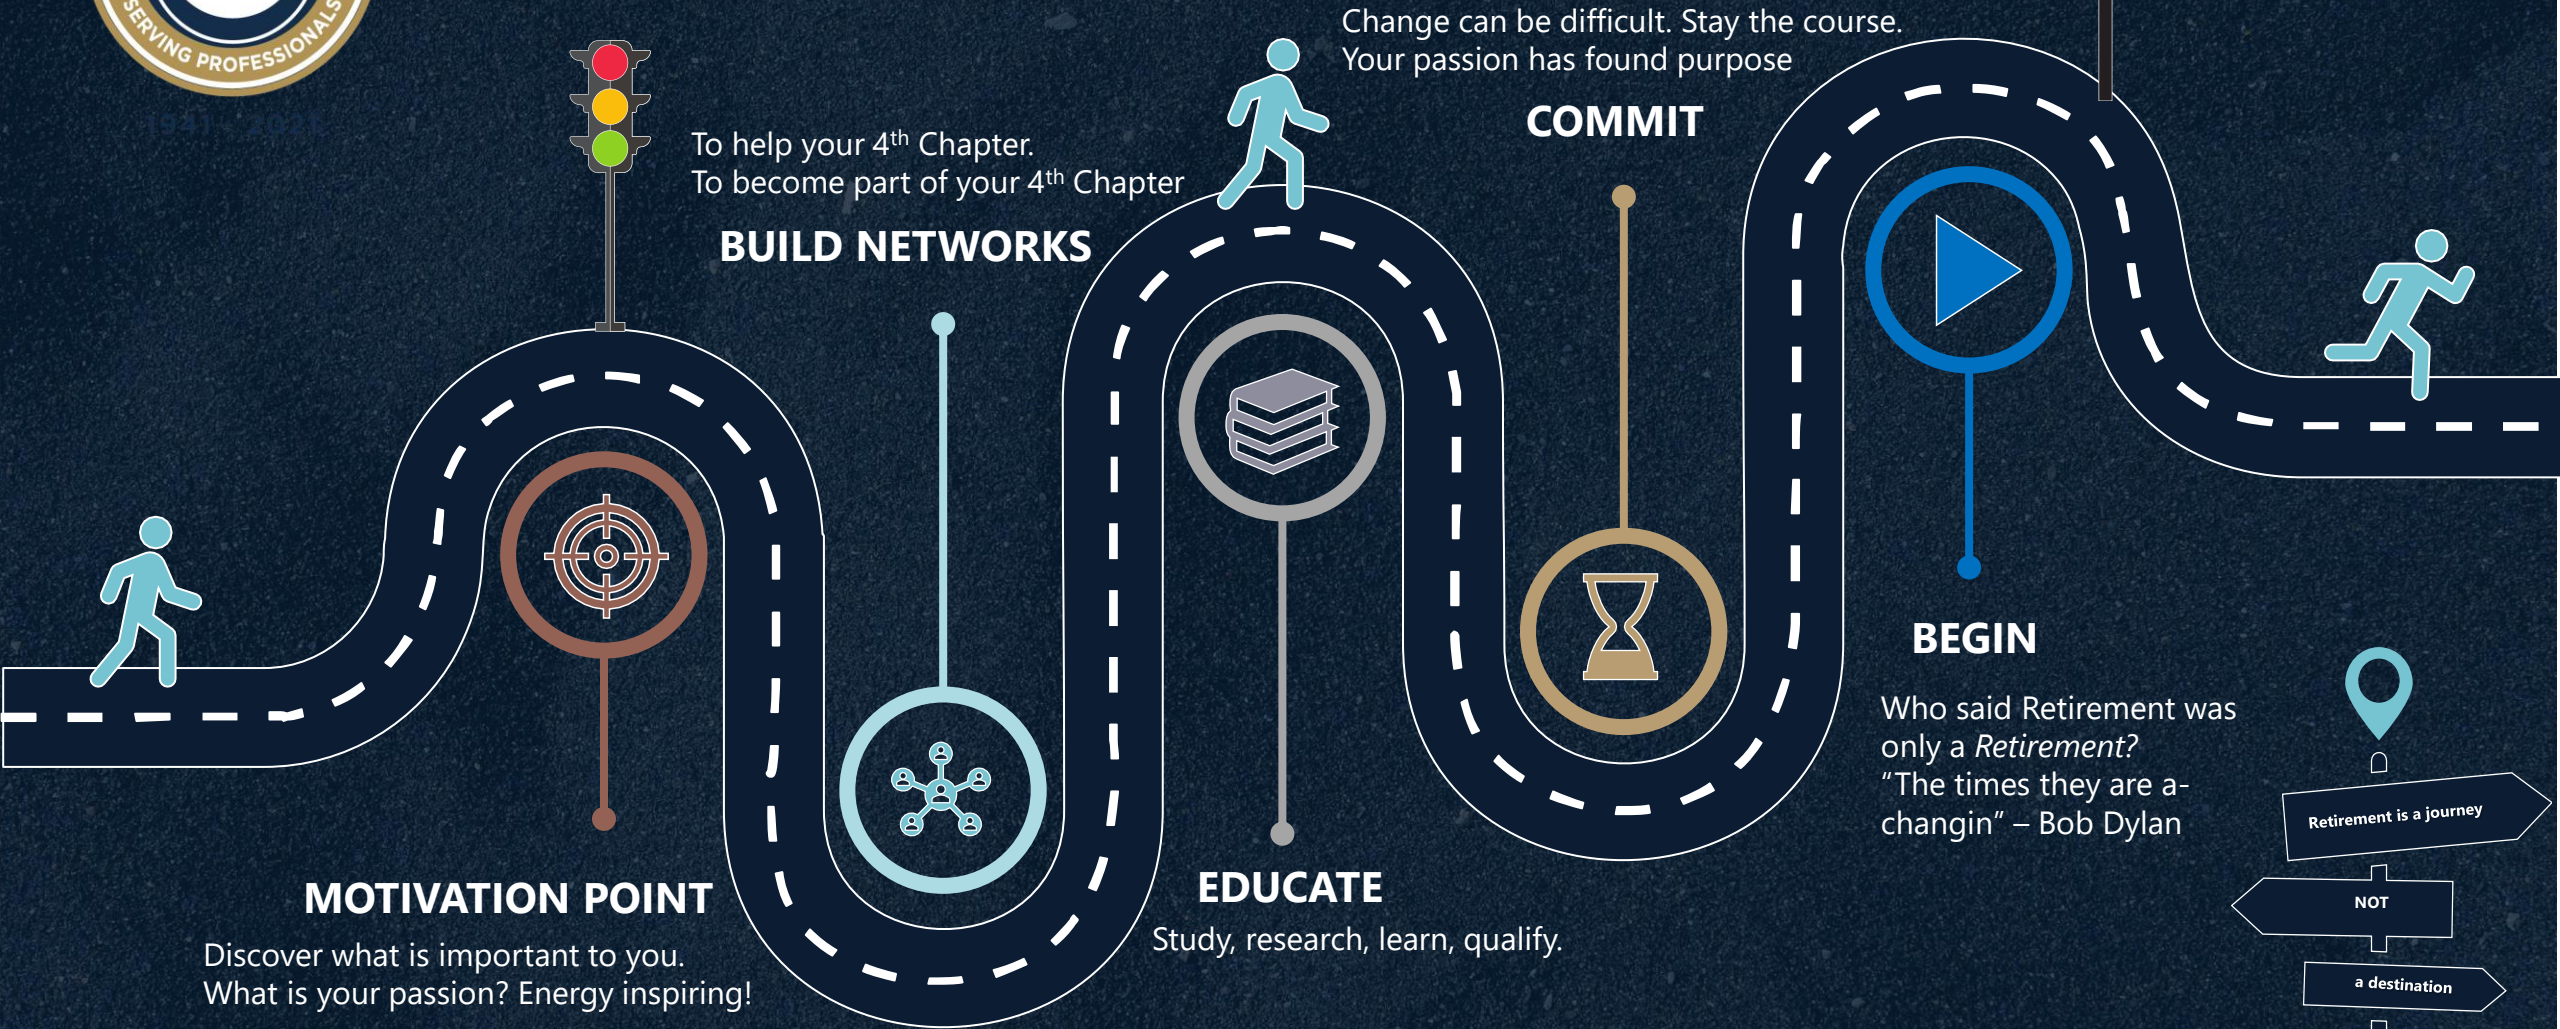 SERVING PROFESSIONALS
1941 - 2021
Change can be difficult. Stay the course.
Your passion has found purpose
COMMIT
To help your 4th Chapter.
To become part of your 4th Chapter
BUILD NETWORKS
BEGIN
Who said Retirement was
only a Retirement?
“The times they are a-
changin” – Bob Dylan
MOTIVATION POINT
Discover what is important to you.
What is your passion? Energy inspiring!
EDUCATE
Study, research, learn, qualify.
Retirement is a journey
NOT
a destination